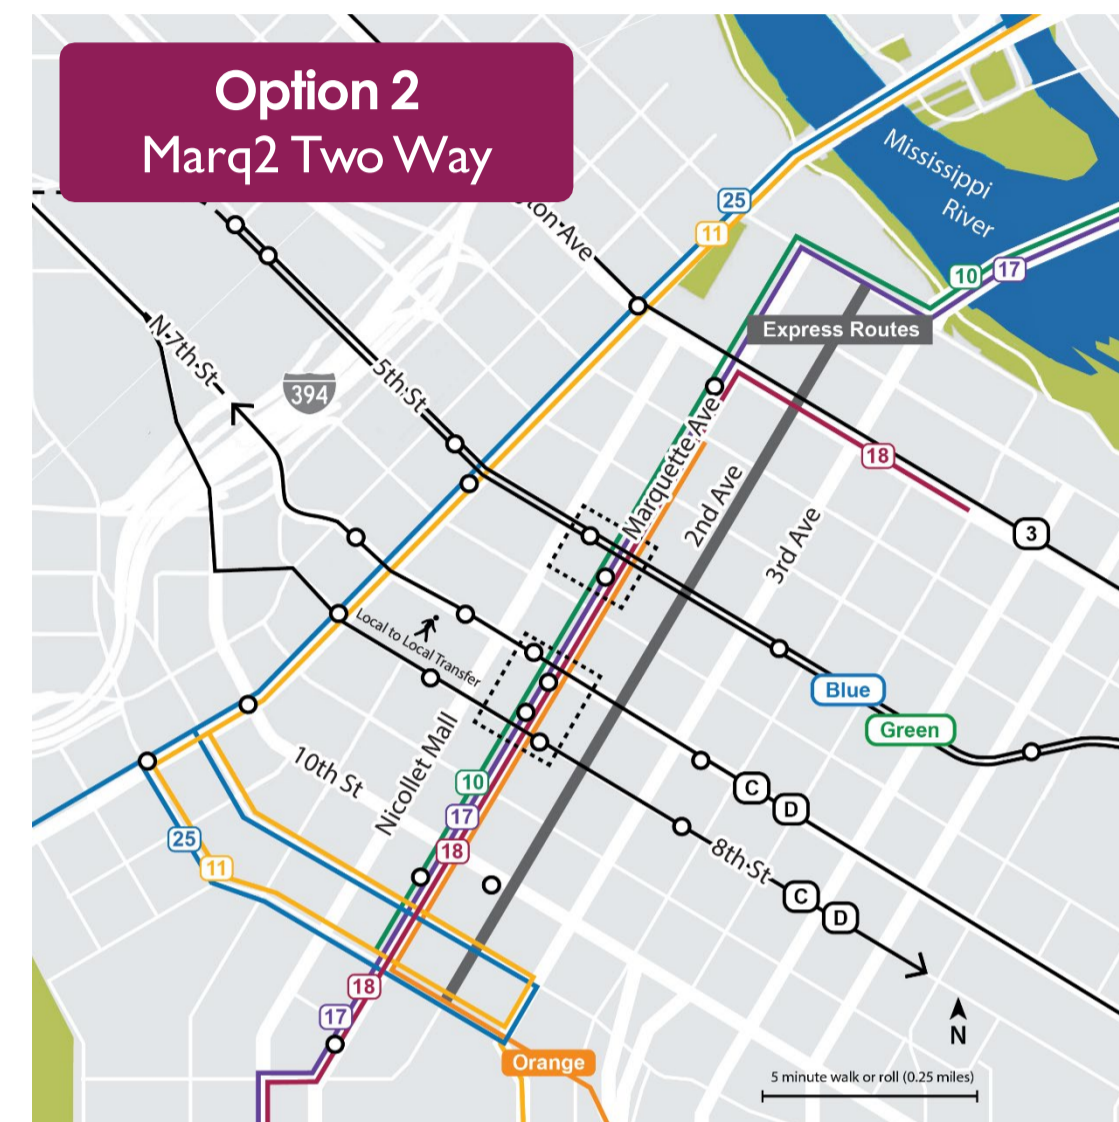 Option 2
Marq2 Two Way
Mississippi
River
25
11
10
17
Express Routes
N 7th St
394
5th St
Marquette Ave
2nd Ave
3rd Ave
18
3
Local to Local Transfer
Blue
Green
Nicollet Mall
10th St
10
17
18
C
D
8th St
C
D
25
11
18
17
Orange
N
5 minute walk or roll (0.25 miles)